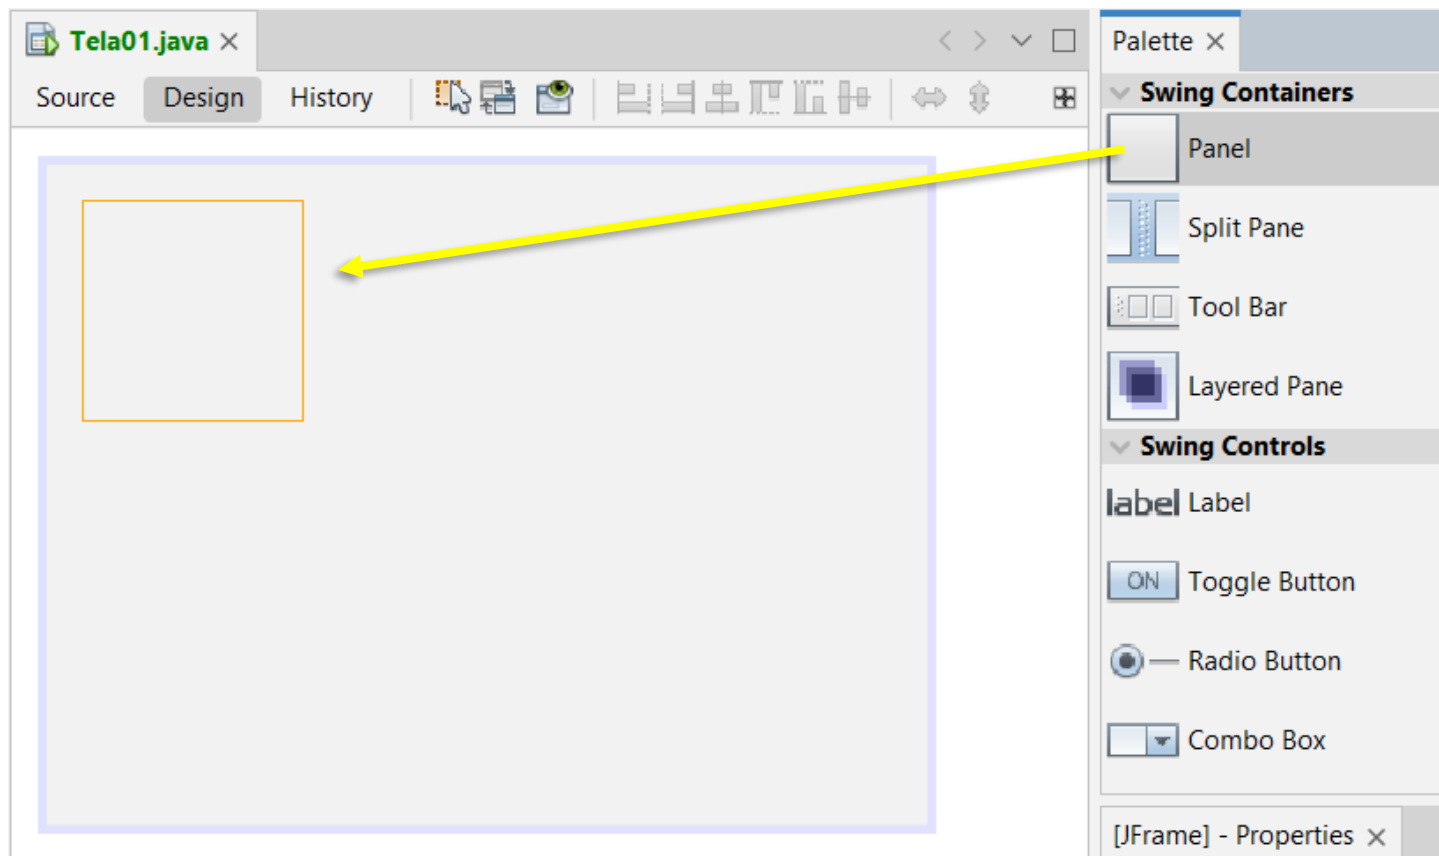 Tela01.java
Palette
Source Design History
Swing Containers
Panel
Split Pane
Tool Bar
Layered Pane
Swing Controls
label Label
ON Toggle Button
Radio Button
Combo Box
[JFrame] - Properties